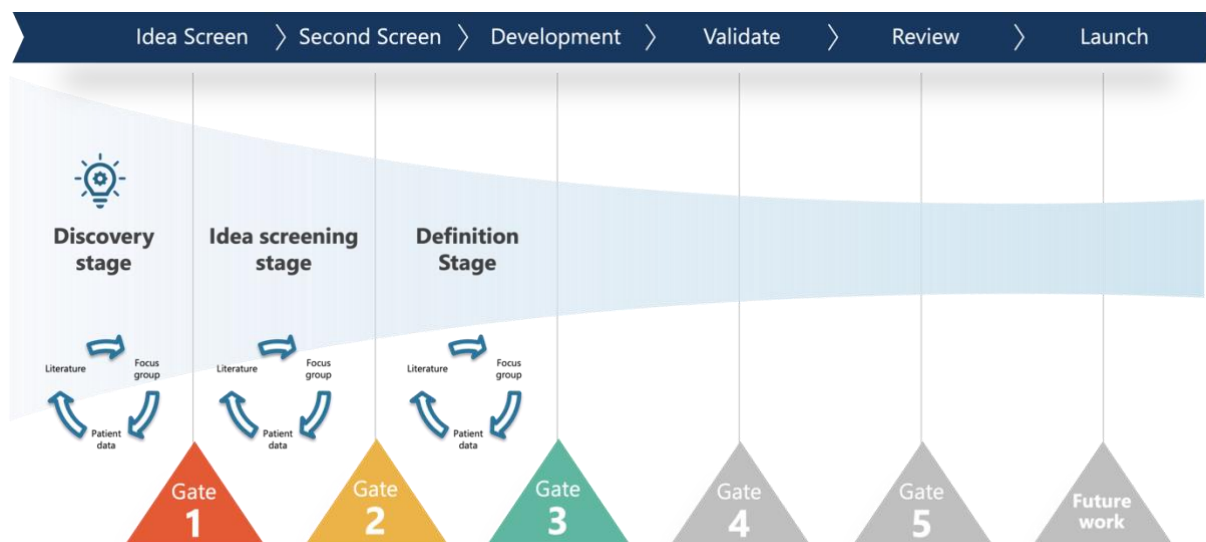 Idea Screen
Second Screen
Development
Validate
Review
Launch
Discovery
stage
Idea screening
stage
Definition
Stage
Literature
Focus
group
Patient
data
Literature
Focus
group
Patient
data
Literature
Focus
group
Patient
data
Gate
1
Gate
2
Gate
3
Gate
4
Gate
5
Future
work